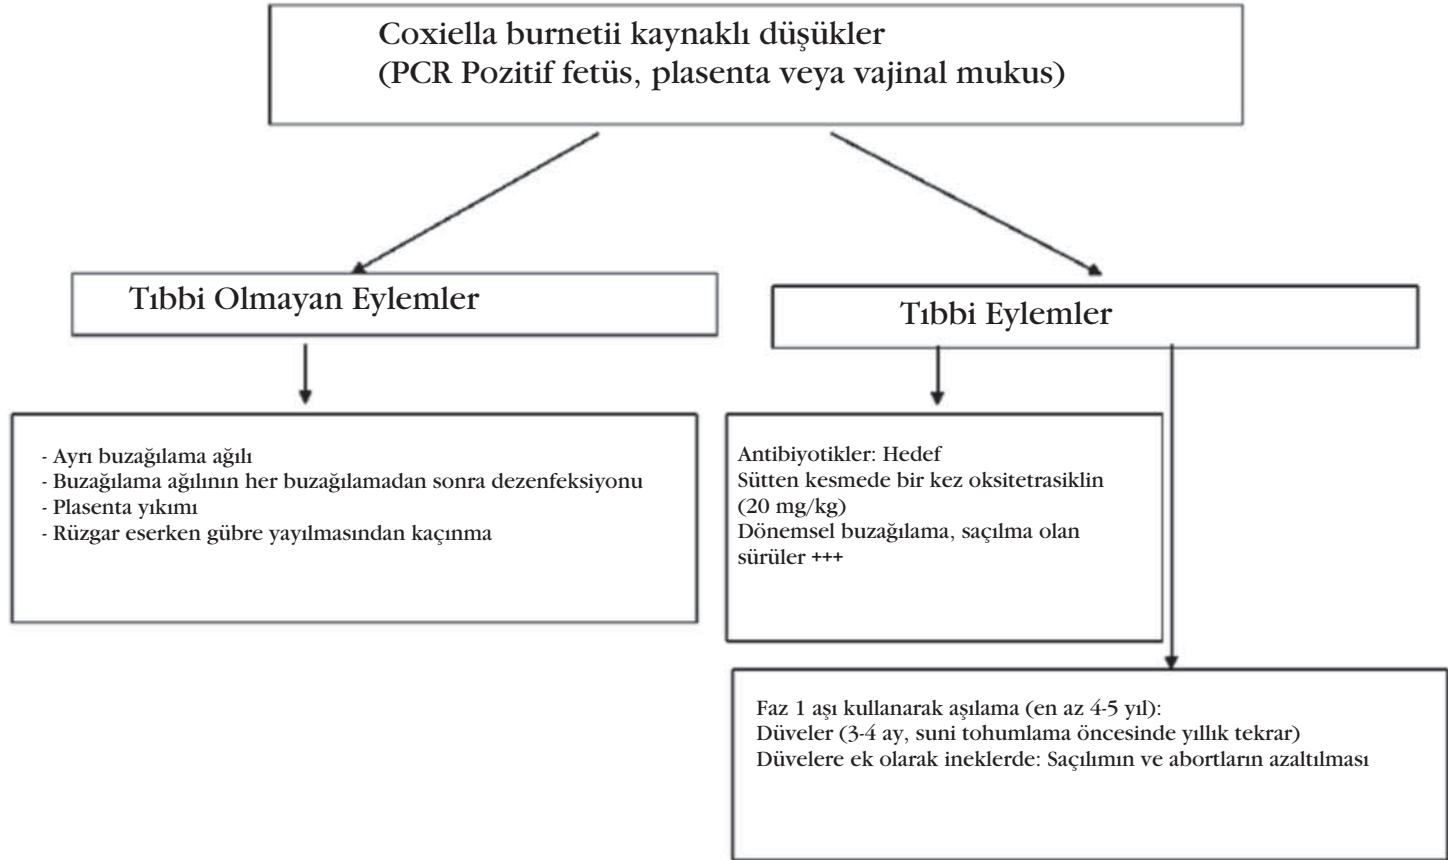 Coxiella burnetii kaynaklı düşükler
(PCR Pozitif fetüs, plasenta veya vajinal mukus)
Tıbbi Olmayan Eylemler
Tıbbi Eylemler
- Ayrı buzağılama ağılı
- Buzağılama ağılının her buzağılamadan sonra dezenfeksiyonu
- Plasenta yıkımı
- Rüzgar eserken gübre yayılmasından kaçınma
Antibiyotikler: Hedef
Sütten kesmede bir kez oksitetrasiklin
(20 mg/kg)
Dönemsel buzağılama, saçılma olan
sürüler +++
Faz 1 aşı kullanarak aşılama (en az 4-5 yıl):
Düveler (3-4 ay, suni tohumlama öncesinde yıllık tekrar)
Düvelere ek olarak ineklerde: Saçılımın ve abortların azaltılması